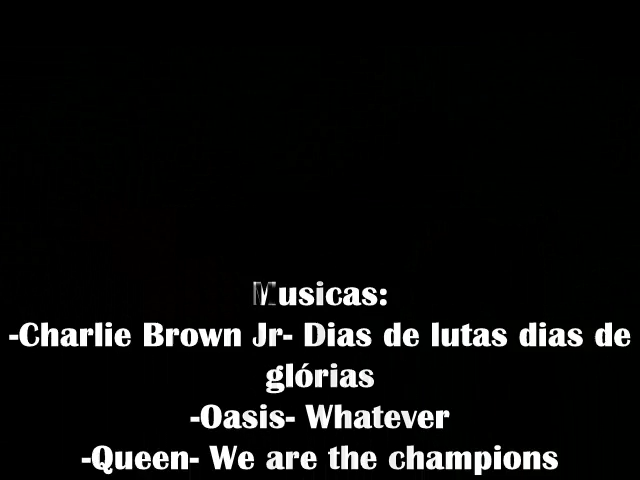 Musicas:
-Charlie Brown Jr- Dias de lutas dias de
glórias
-Oasis- Whatever
-Queen- We are the champions